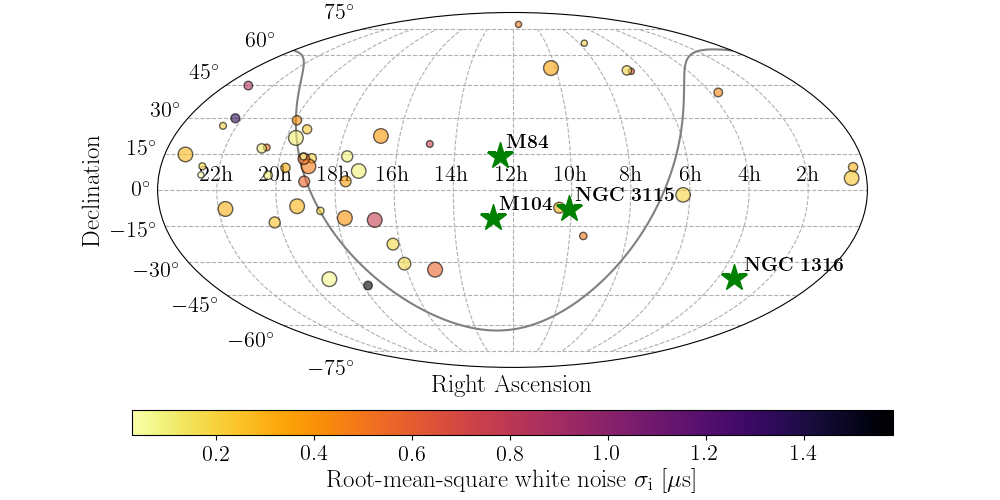 75°
60°
45°
30°
15°
0°
−15°
−30°
−45°
−60°
−75°
Declination
22h 20h 18h 16h 14h 12h 10h 8h 6h 4h 2h
M84
M104
NGC 3115
NGC 1316
Right Ascension
0.2 0.4 0.6 0.8 1.0 1.2 1.4
Root-mean-square white noise σᵢ [μs]